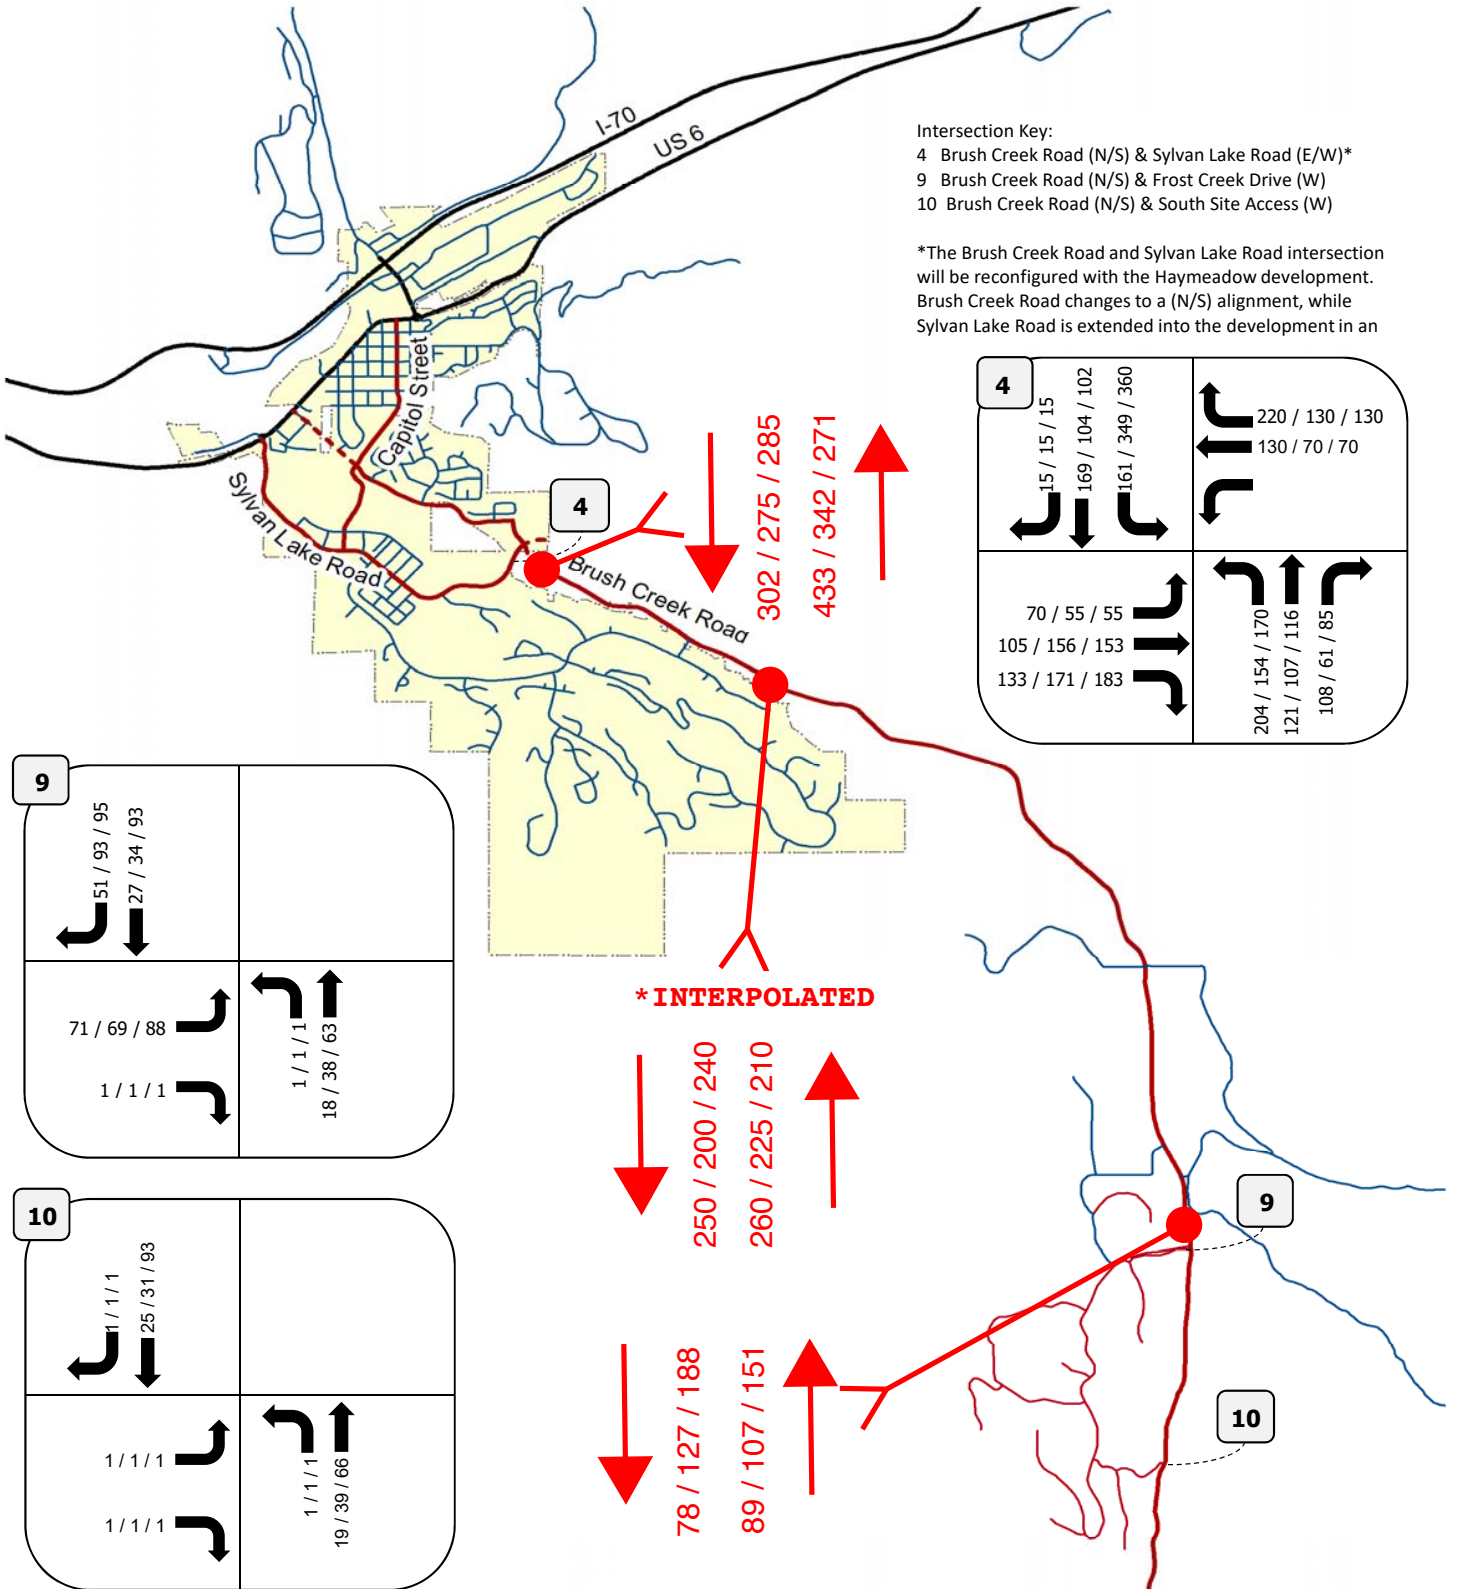 I-70
US 6
Intersection Key:
4 Brush Creek Road (N/S) & Sylvan Lake Road (E/W)*
9 Brush Creek Road (N/S) & Frost Creek Drive (W)
10 Brush Creek Road (N/S) & South Site Access (W)
*The Brush Creek Road and Sylvan Lake Road intersection
will be reconfigured with the Haymeadow development.
Brush Creek Road changes to a (N/S) alignment, while
Sylvan Lake Road is extended into the development in an
Capitol Street
Sylvan Lake Road
4
Brush Creek Road
302 / 275 / 285
433 / 342 / 271
4
15 / 15 / 15
169 / 104 / 102
161 / 349 / 360
220 / 130 / 130
130 / 70 / 70
70 / 55 / 55
105 / 156 / 153
133 / 171 / 183
204 / 154 / 170
121 / 107 / 116
108 / 61 / 85
9
51 / 93 / 95
27 / 34 / 93
71 / 69 / 88
1 / 1 / 1
1 / 1 / 1
18 / 38 / 63
*INTERPOLATED
250 / 200 / 240
260 / 225 / 210
9
10
1 / 1 / 1
25 / 31 / 93
1 / 1 / 1
1 / 1 / 1
1 / 1 / 1
19 / 39 / 66
78 / 127 / 188
89 / 107 / 151
10